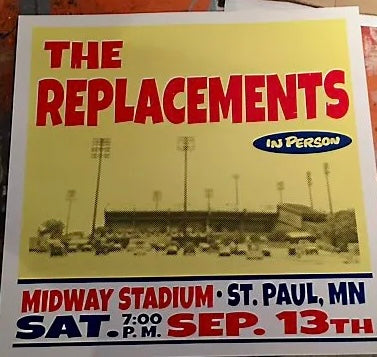 THE
REPLACEMENTS
IN PERSON
MIDWAY STADIUM · ST. PAUL, MN
SAT. 7:00 P.M. SEP. 13TH